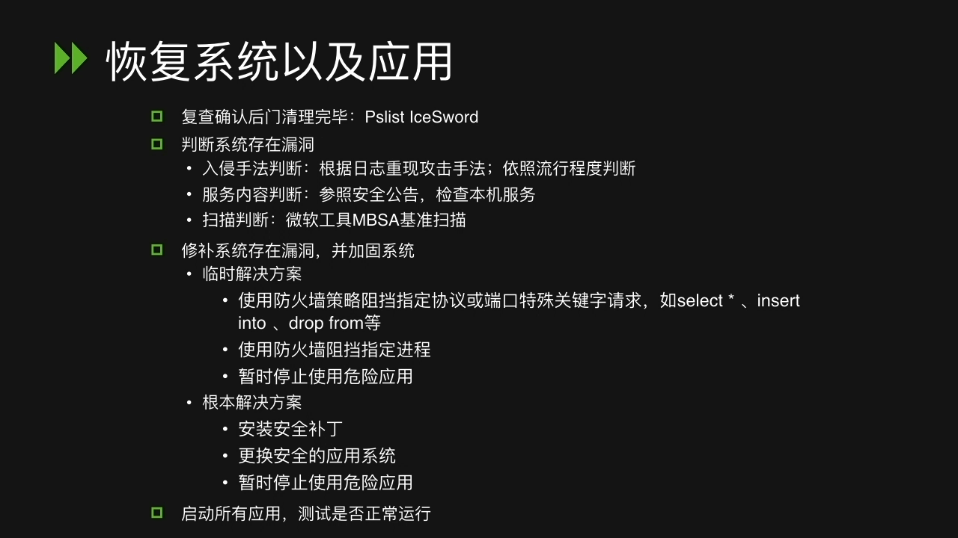 恢复系统以及应用
复查确认后门清理完毕：Pslist IceSword
判断系统存在漏洞
• 入侵手法判断：根据日志重现攻击手法；依照流行程度判断
• 服务内容判断：参照安全公告，检查本机服务
• 扫描判断：微软工具MBSA基准扫描
修补系统存在漏洞，并加固系统
• 临时解决方案
• 使用防火墙策略阻挡指定协议或端口特殊关键字请求，如select * 、insert
into 、drop from等
• 使用防火墙阻挡指定进程
• 暂时停止使用危险应用
• 根本解决方案
• 安装安全补丁
• 更换安全的应用系统
• 暂时停止使用危险应用
启动所有应用，测试是否正常运行